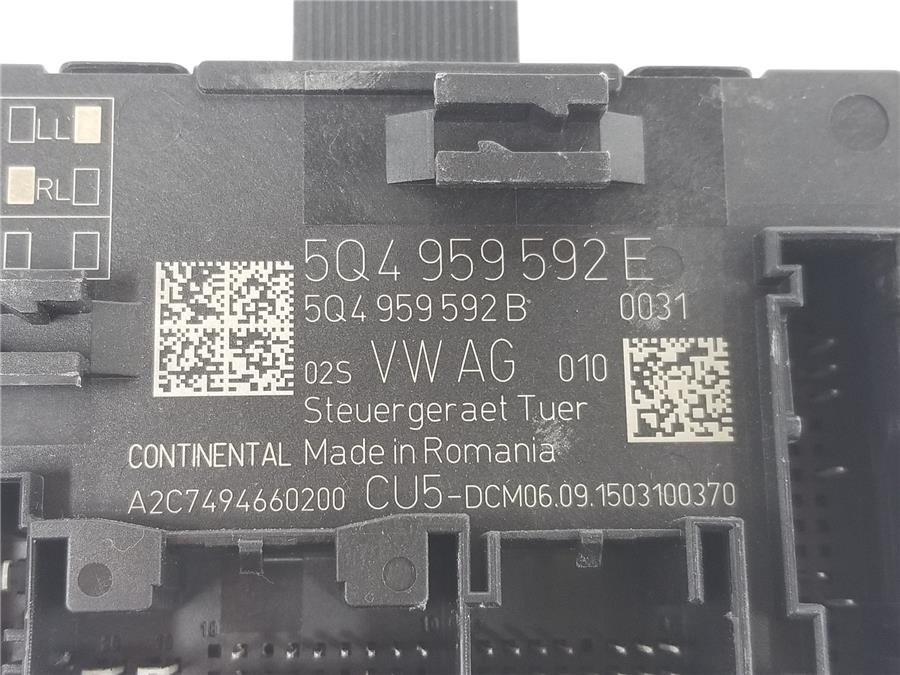 LL
RL
5Q4 959 592 E
5Q4 959 592 B 0031
02S VW AG 010
Steuergeraet Tuer
CONTINENTAL Made in Romania
A2C7494660200 CU5-DCM06.09.1503100370